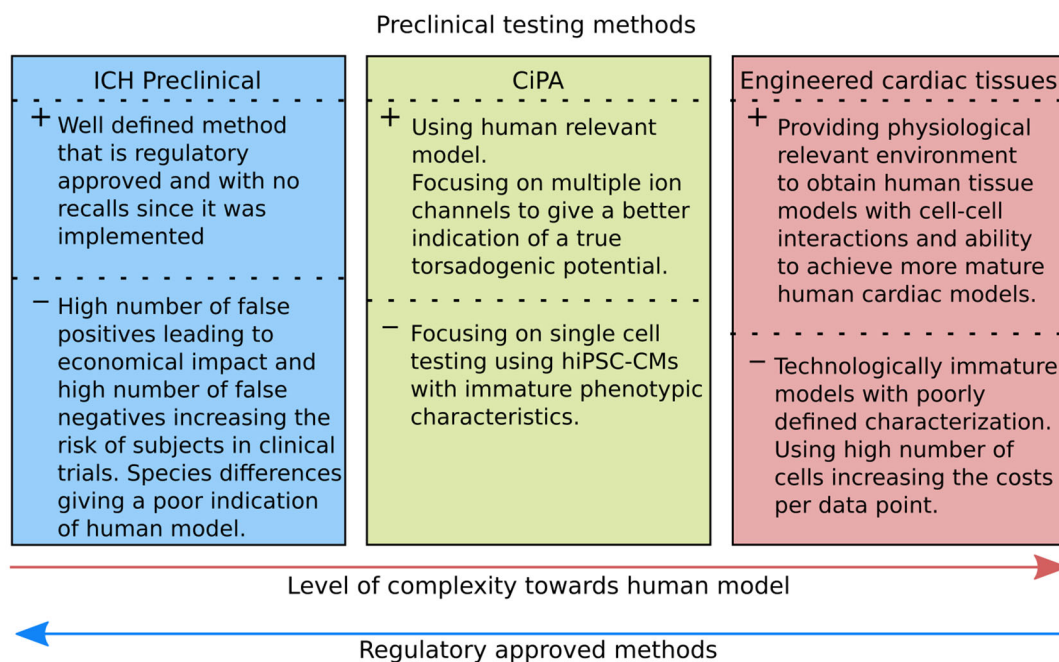 Preclinical testing methods
ICH Preclinical
+ Well defined method
that is regulatory
approved and with no
recalls since it was
implemented
− High number of false
positives leading to
economical impact and
high number of false
negatives increasing the
risk of subjects in clinical
trials. Species differences
giving a poor indication
of human model.
CiPA
+ Using human relevant
model.
Focusing on multiple ion
channels to give a better
indication of a true
torsadogenic potential.
− Focusing on single cell
testing using hiPSC-CMs
with immature phenotypic
characteristics.
Engineered cardiac tissues
+ Providing physiological
relevant environment
to obtain human tissue
models with cell-cell
interactions and ability
to achieve more mature
human cardiac models.
− Technologically immature
models with poorly
defined characterization.
Using high number of
cells increasing the costs
per data point.
Level of complexity towards human model
Regulatory approved methods